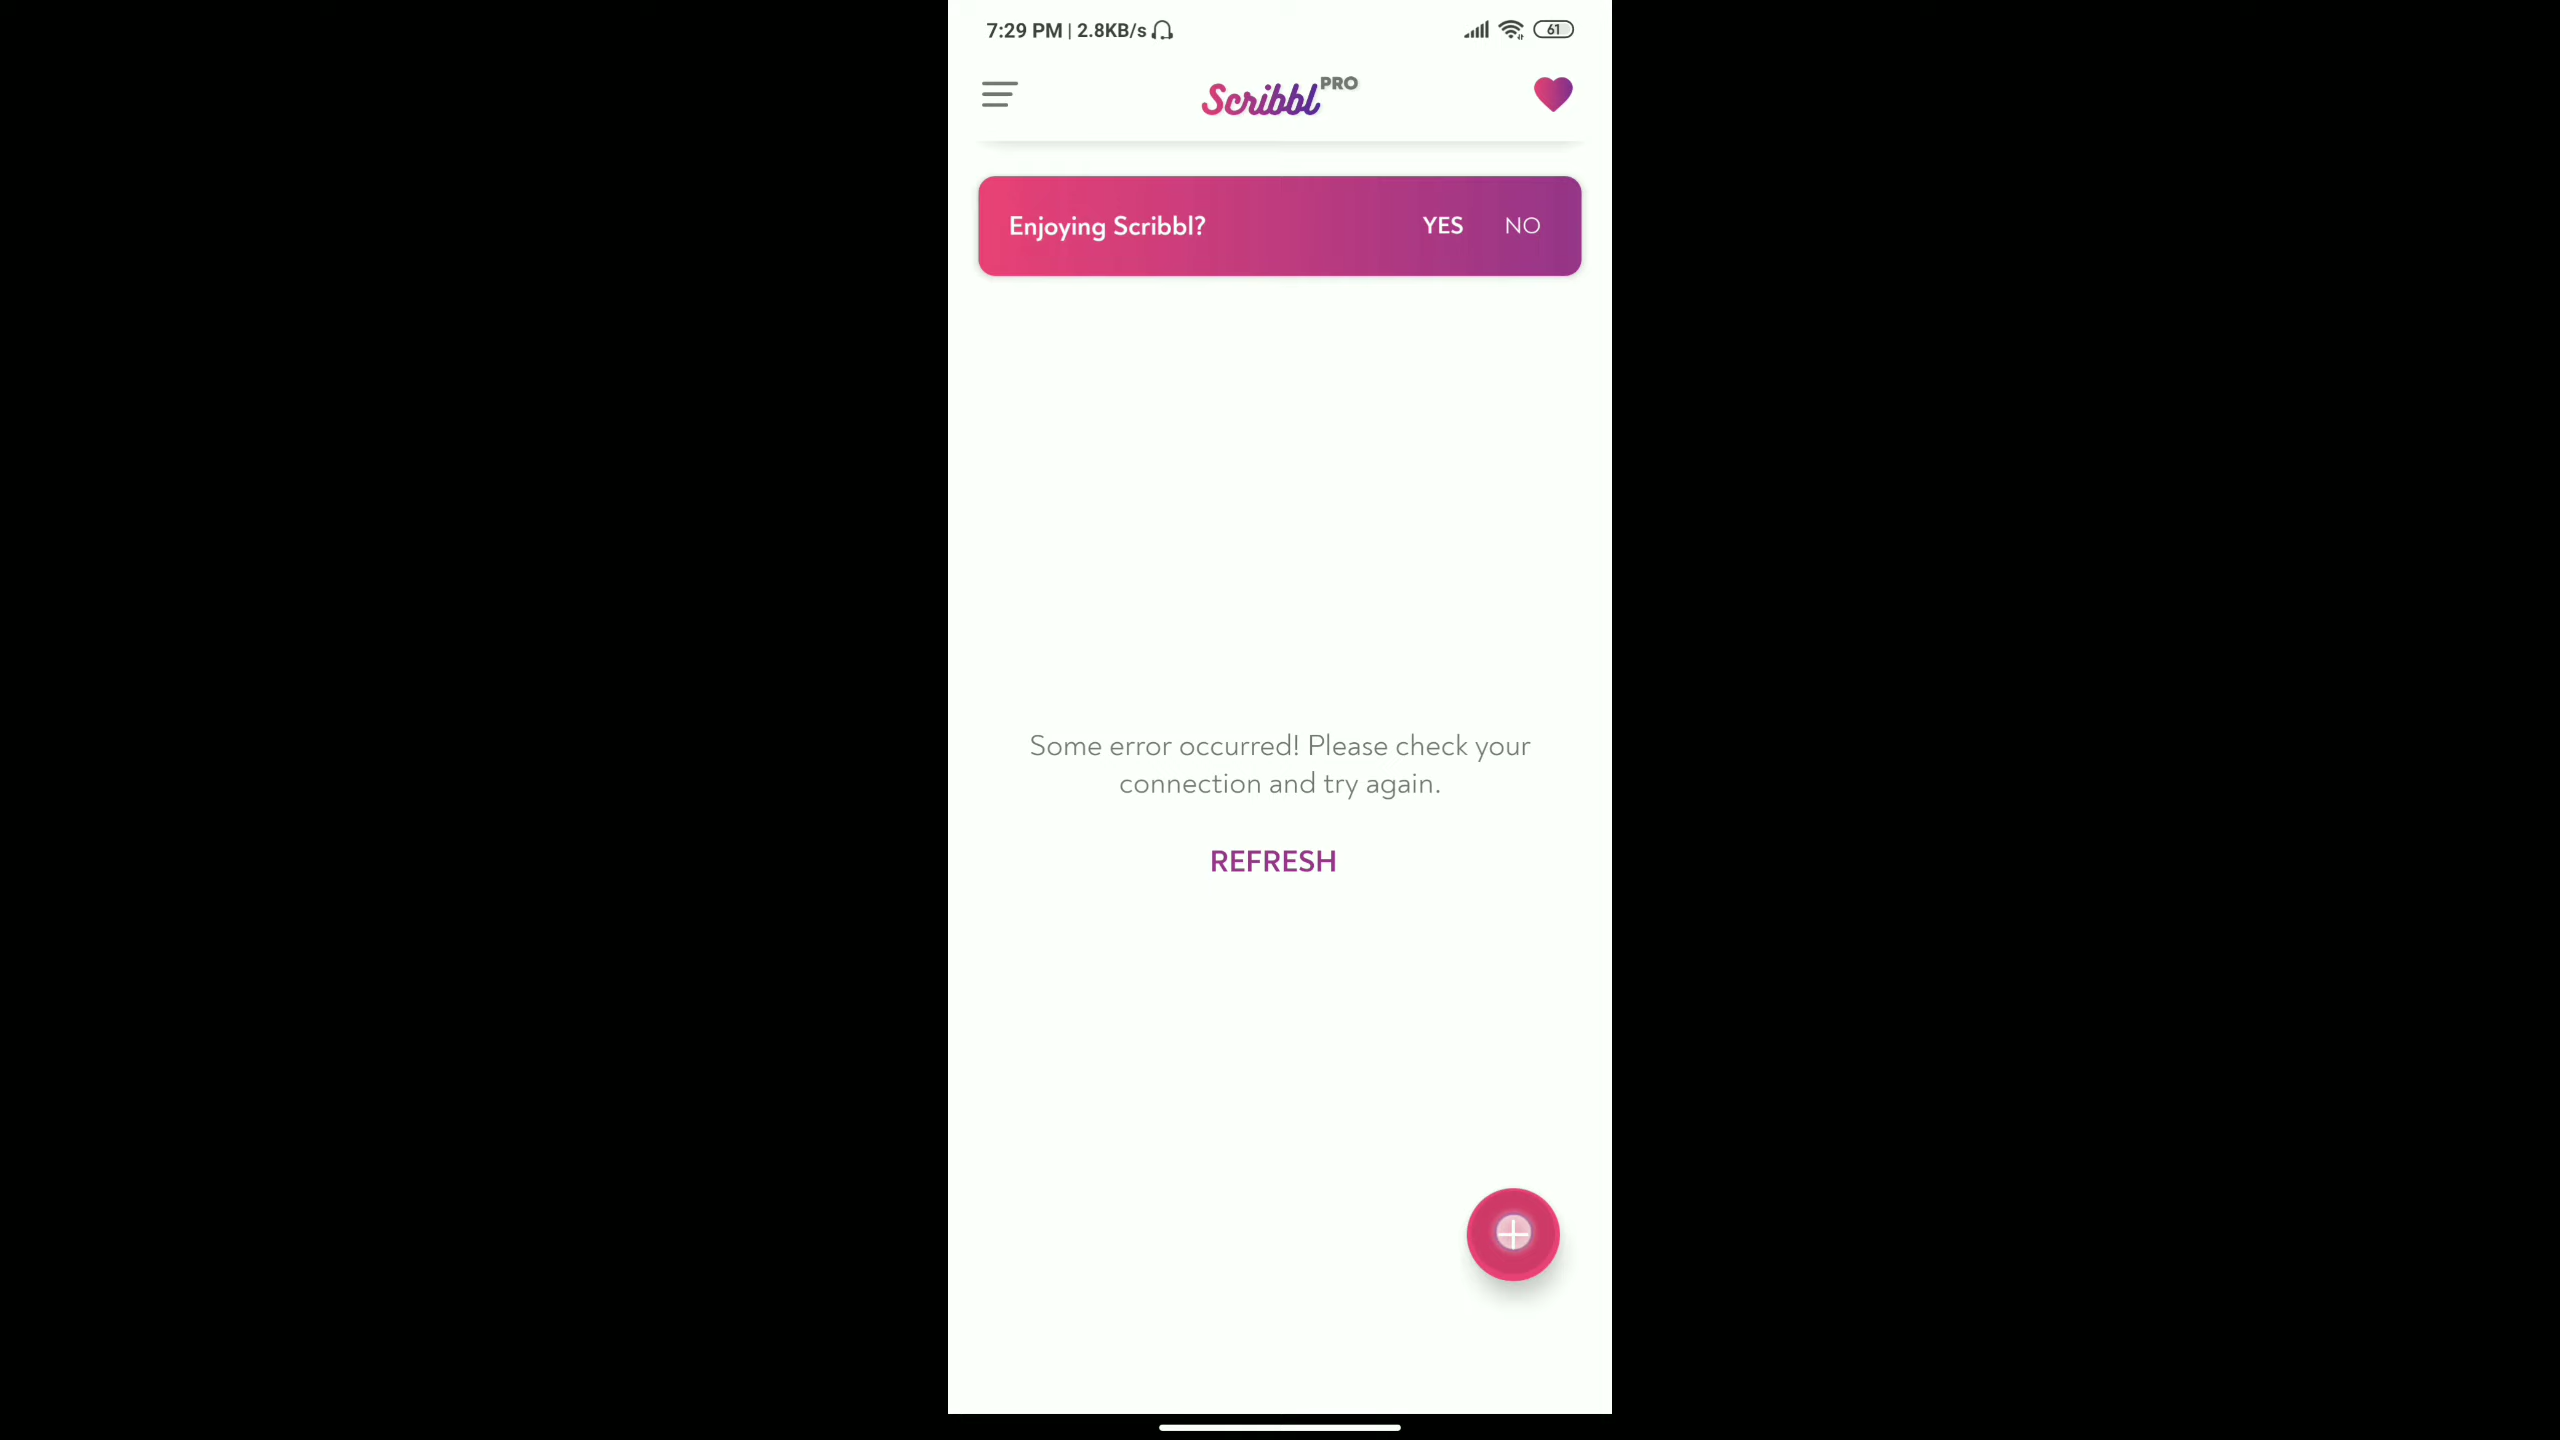 7:29 PM | 2.8KB/s
61
Scribbl PRO
Enjoying Scribbl?
YES NO
Some error occurred! Please check your
connection and try again.
REFRESH